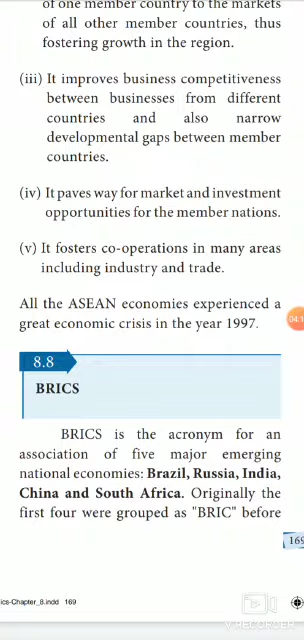 of one member country to the markets
of all other member countries, thus
fostering growth in the region.
(iii) It improves business competitiveness
between businesses from different
countries and also narrow
developmental gaps between member
countries.
(iv) It paves way for market and investment
opportunities for the member nations.
(v) It fosters co-operations in many areas
including industry and trade.
All the ASEAN economies experienced a
great economic crisis in the year 1997.
04:1
8.8
BRICS
BRICS is the acronym for an
association of five major emerging
national economies: Brazil, Russia, India,
China and South Africa. Originally the
first four were grouped as "BRIC" before
169
ics-Chapter_8.indd 169
V RECORDER